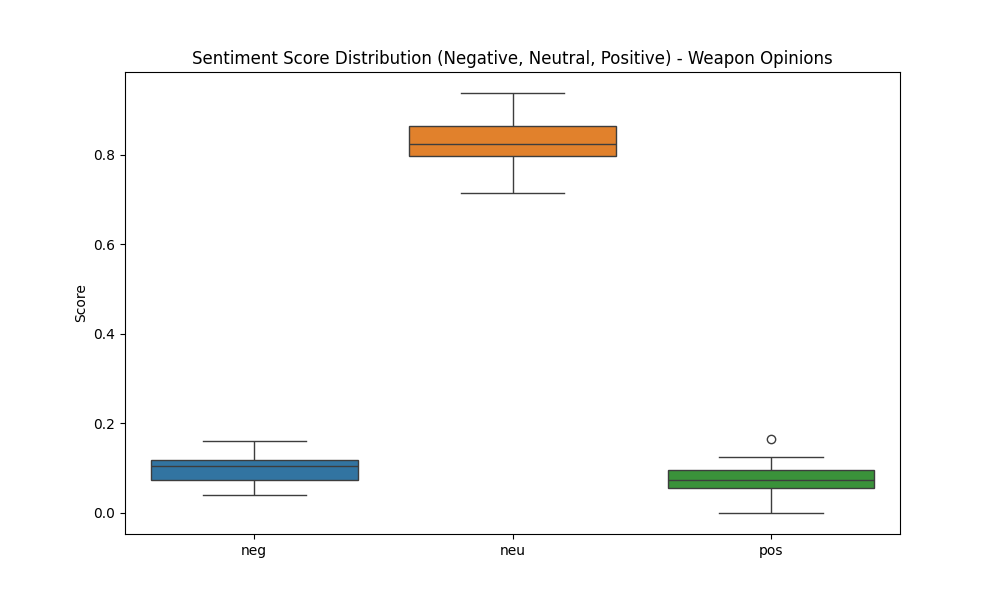 Sentiment Score Distribution (Negative, Neutral, Positive) - Weapon Opinions
Score
0.8
0.6
0.4
0.2
0.0
neg neu pos